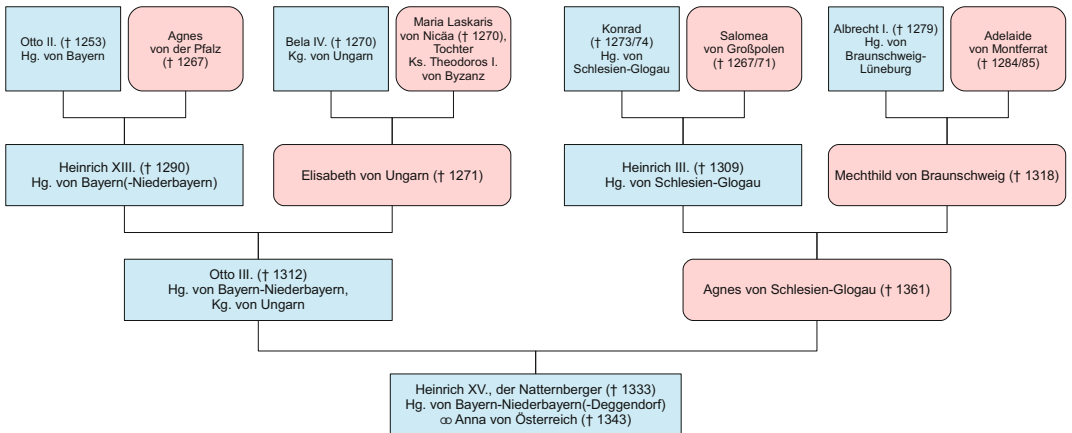 Otto II. († 1253)
Hg. von Bayern
Agnes
von der Pfalz
(† 1267)
Bela IV. († 1270)
Kg. von Ungarn
Maria Laskaris
von Nicäa († 1270),
Tochter
Ks. Theodoros I.
von Byzanz
Konrad
(† 1273/74)
Hg. von
Schlesien-Glogau
Salomea
von Großpolen
(† 1267/71)
Albrecht I. († 1279)
Hg. von
Braunschweig-
Lüneburg
Adelaide
von Montferrat
(† 1284/85)
Heinrich XIII. († 1290)
Hg. von Bayern(-Niederbayern)
Elisabeth von Ungarn († 1271)
Heinrich III. († 1309)
Hg. von Schlesien-Glogau
Mechthild von Braunschweig († 1318)
Otto III. († 1312)
Hg. von Bayern-Niederbayern,
Kg. von Ungarn
Agnes von Schlesien-Glogau († 1361)
Heinrich XV., der Natternberger († 1333)
Hg. von Bayern-Niederbayern(-Deggendorf)
⚭ Anna von Österreich († 1343)